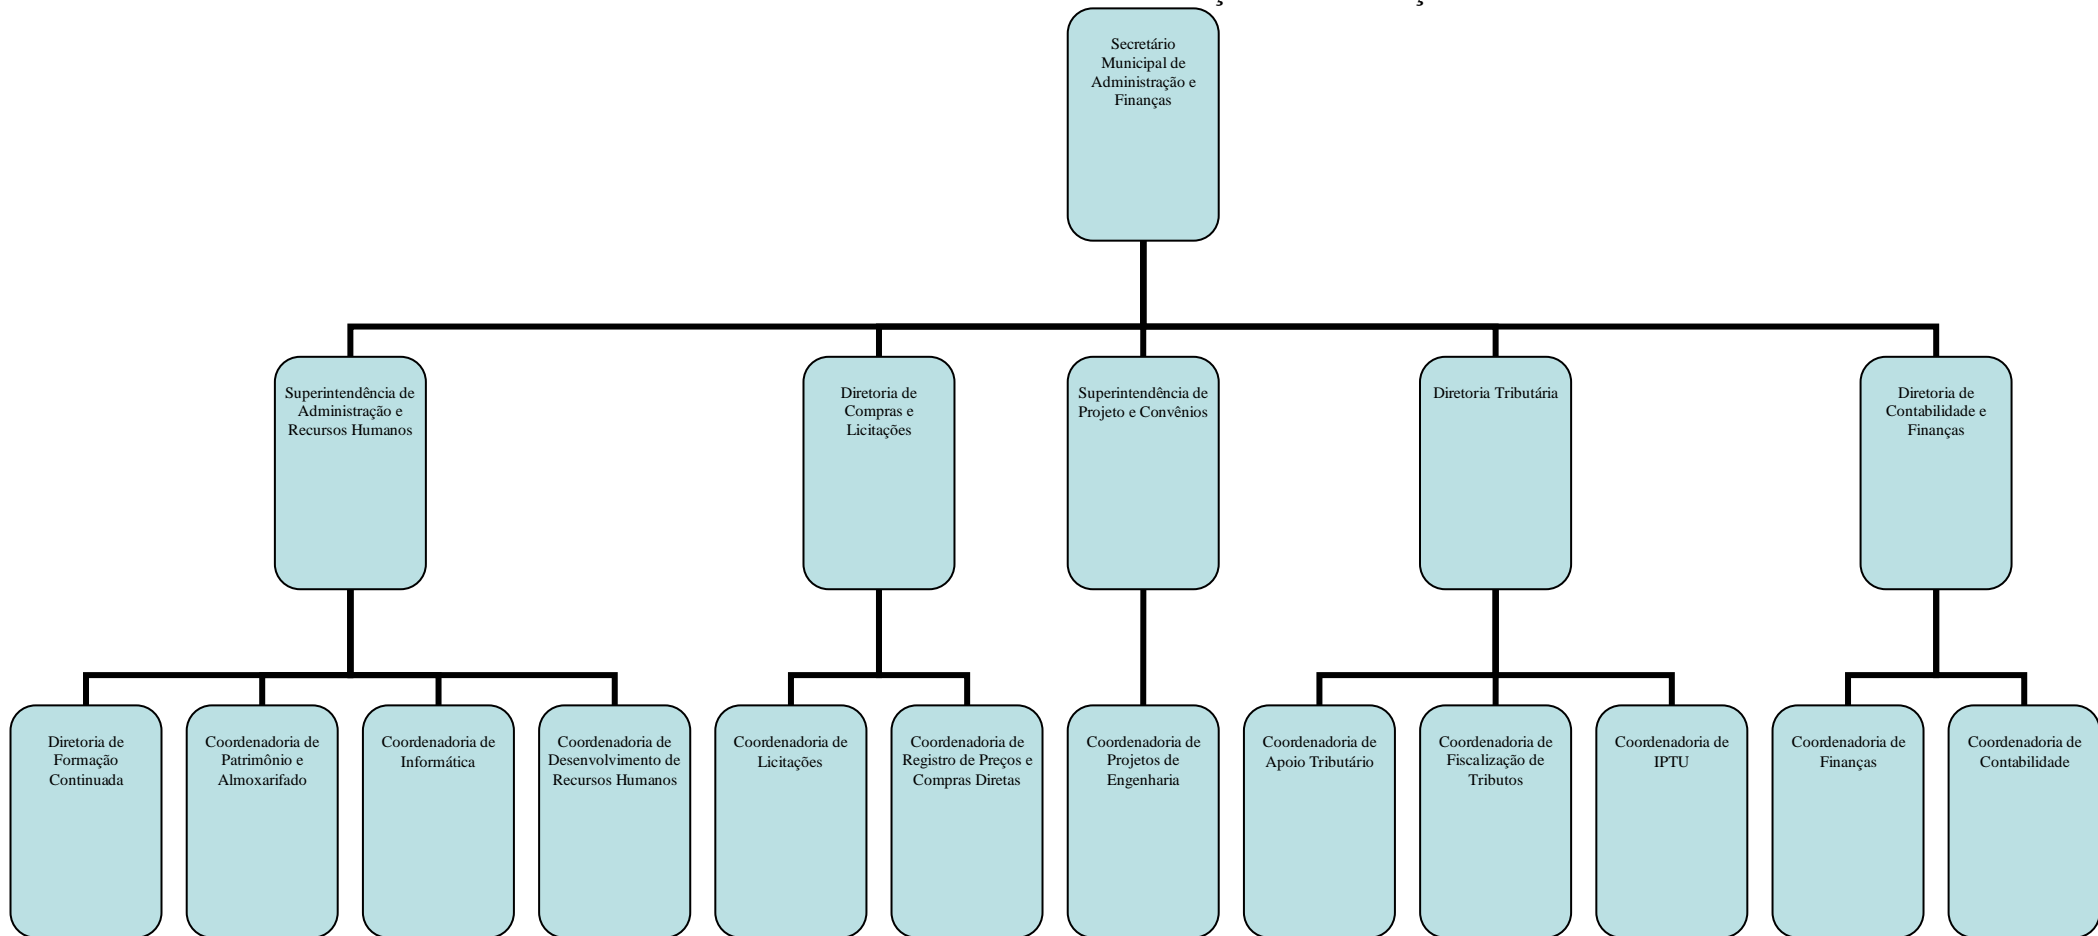 Secretário
Municipal de
Administração e
Finanças
Superintendência de
Administração e
Recursos Humanos
Diretoria de
Compras e
Licitações
Superintendência de
Projeto e Convênios
Diretoria Tributária
Diretoria de
Contabilidade e
Finanças
Diretoria de
Formação
Continuada
Coordenadoria de
Patrimônio e
Almoxarifado
Coordenadoria de
Informática
Coordenadoria de
Desenvolvimento de
Recursos Humanos
Coordenadoria de
Licitações
Coordenadoria de
Registro de Preços e
Compras Diretas
Coordenadoria de
Projetos de
Engenharia
Coordenadoria de
Apoio Tributário
Coordenadoria de
Fiscalização de
Tributos
Coordenadoria de
IPTU
Coordenadoria de
Finanças
Coordenadoria de
Contabilidade